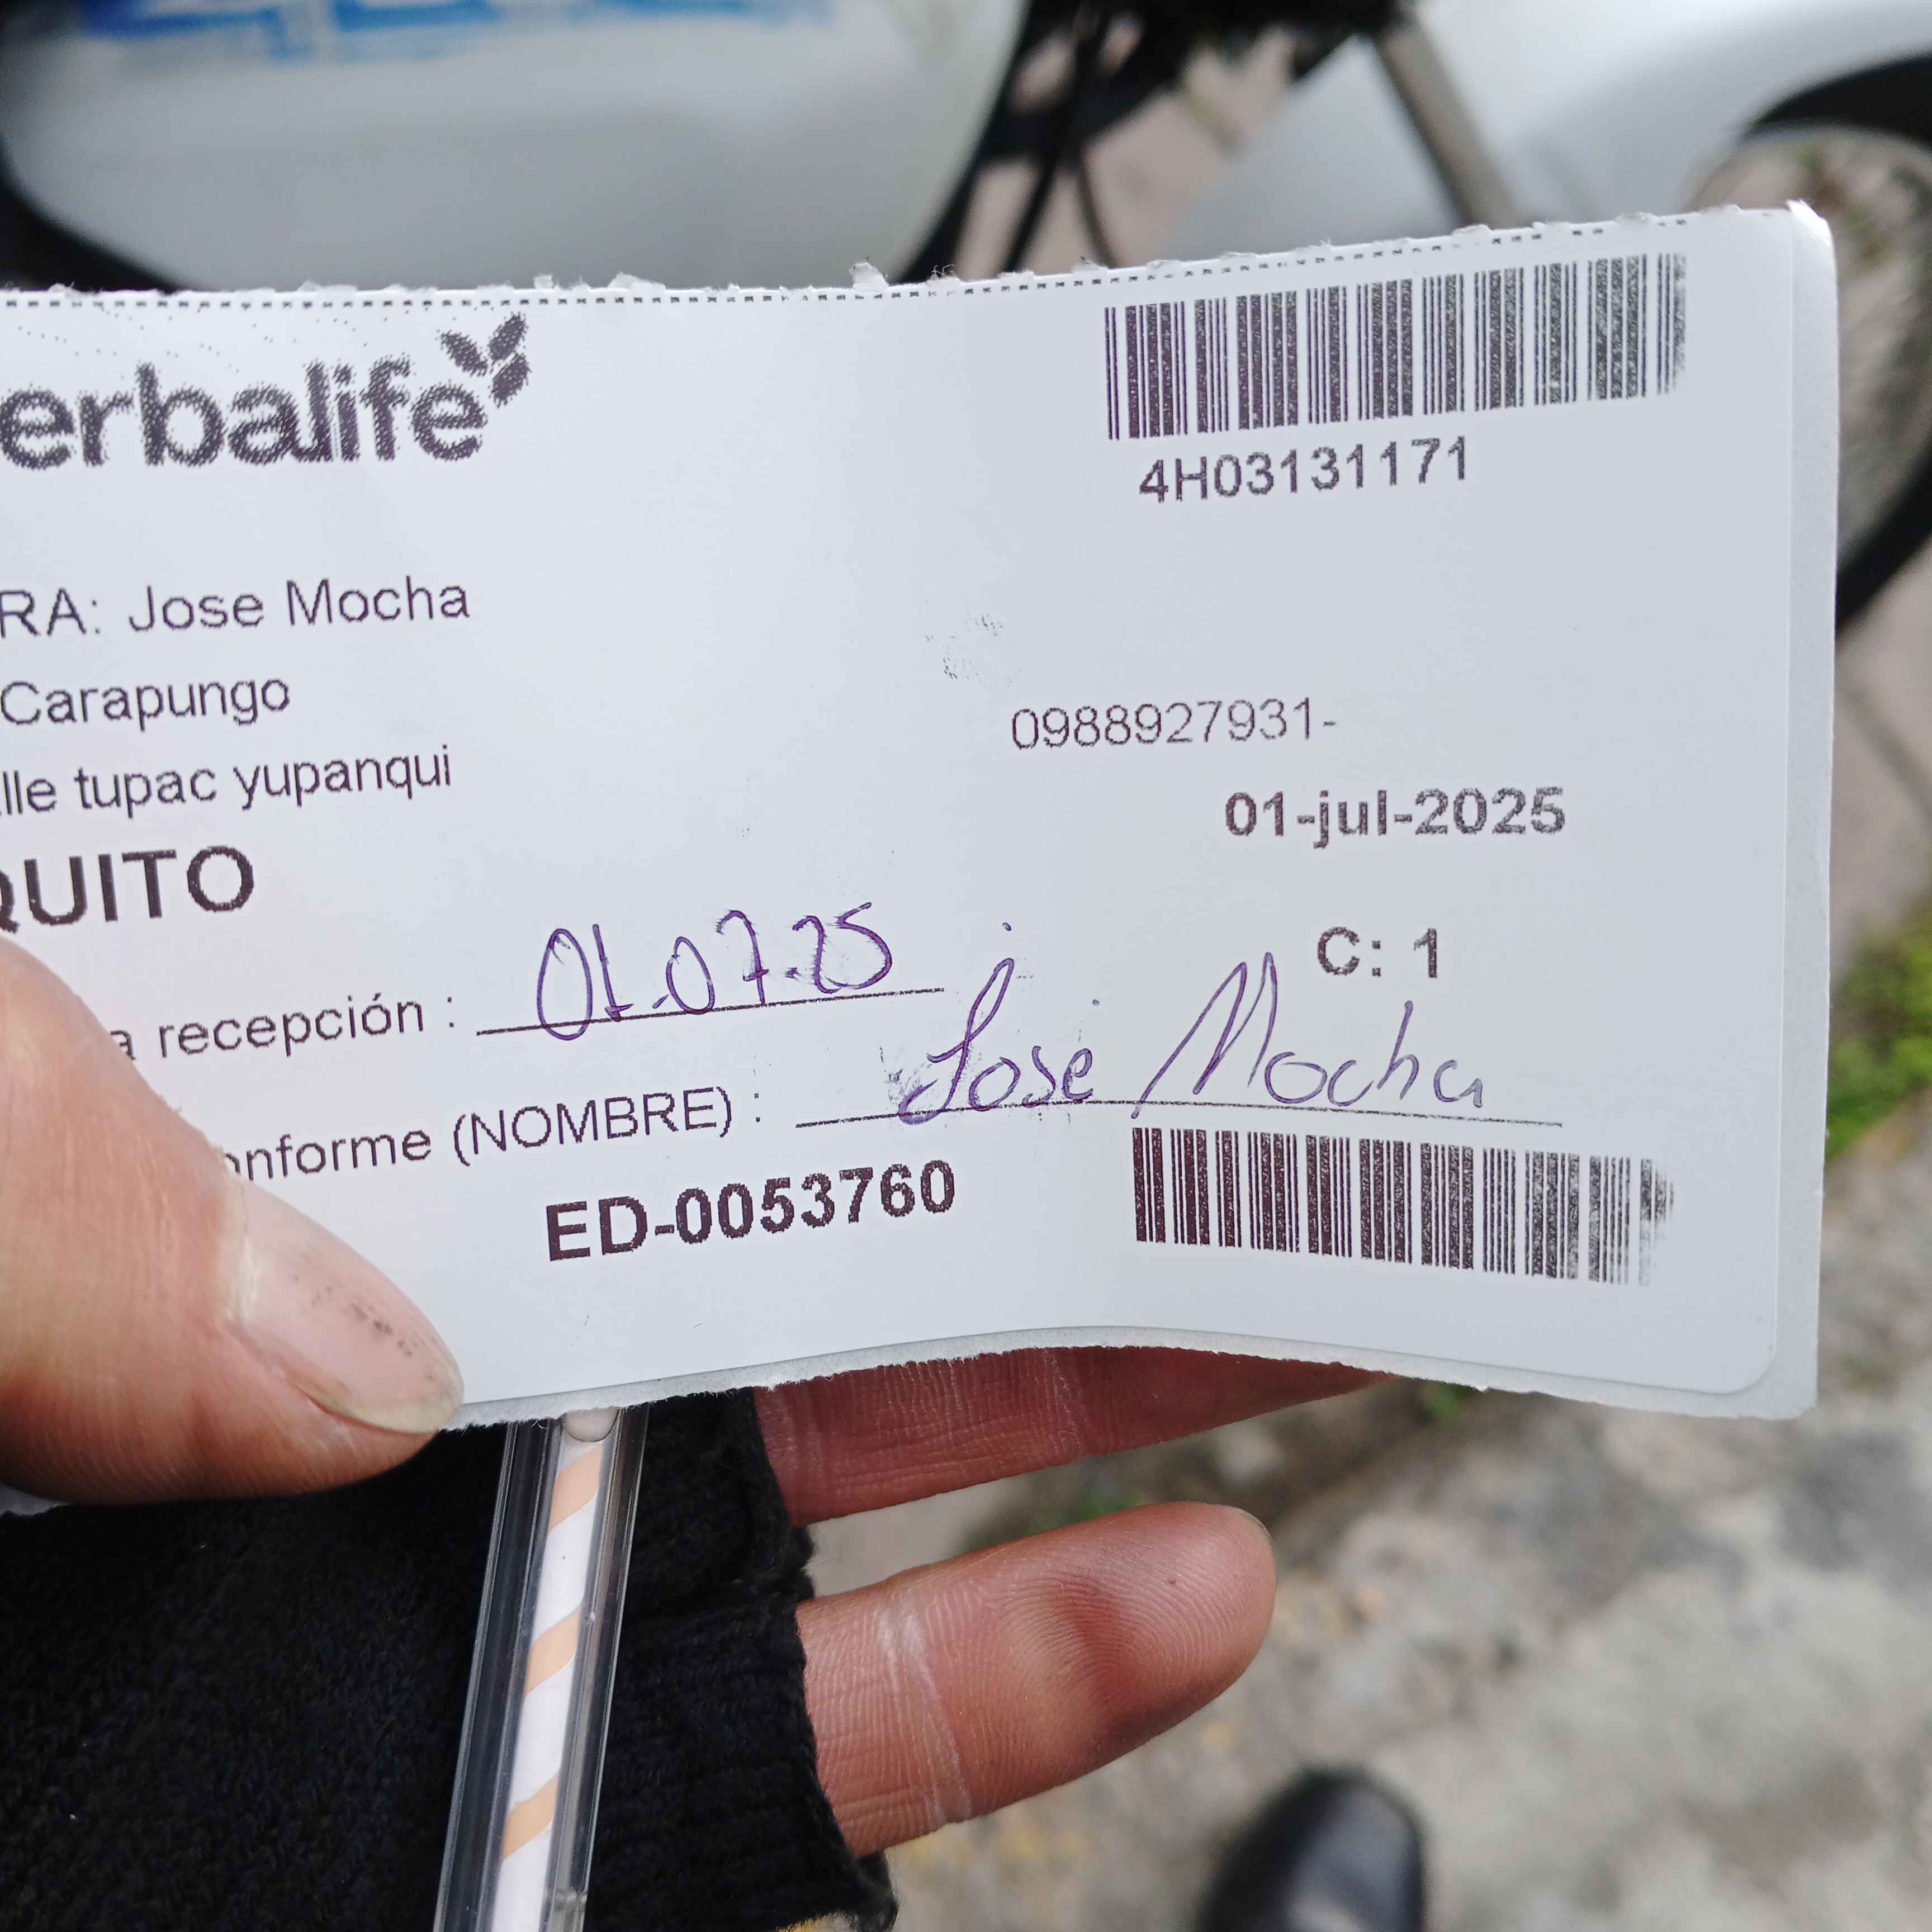 erbalife
4H03131171
RA: Jose Mocha
Carapungo
0988927931-
lle tupac yupanqui
01-jul-2025
QUITO
C: 1
a recepción : 01.07.25
onforme (NOMBRE) : Jose Mocha
ED-0053760